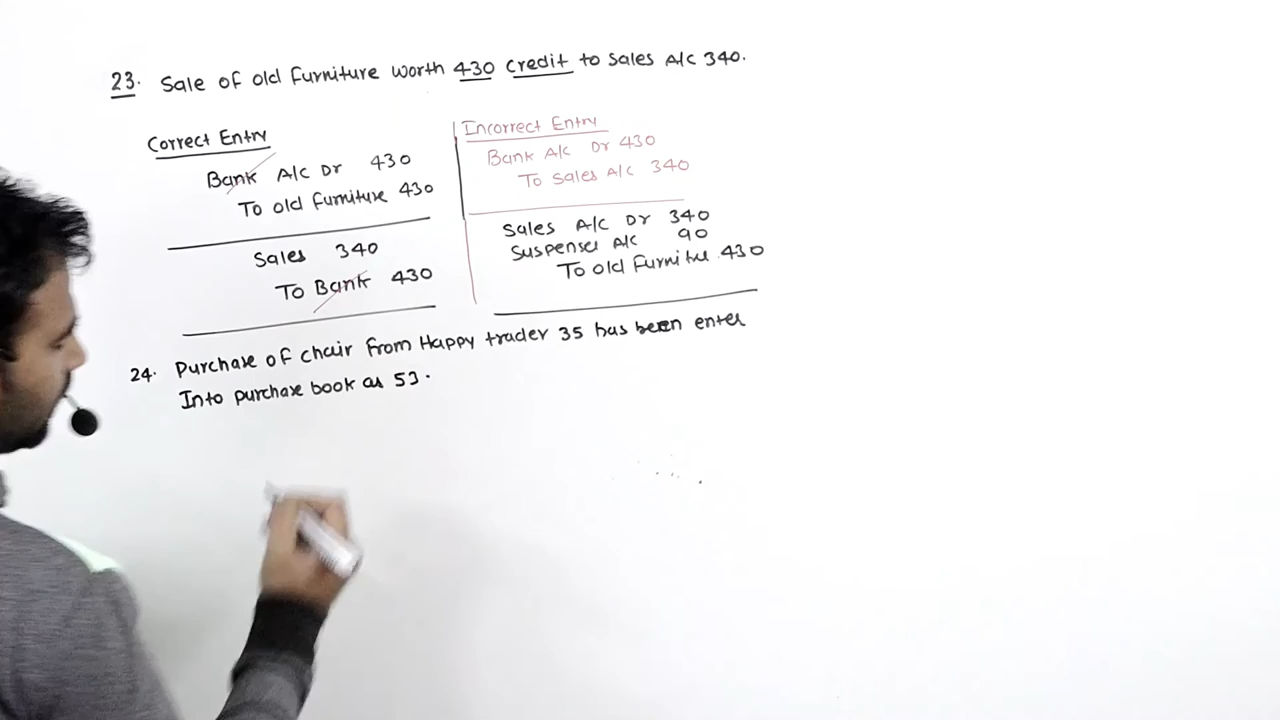 23. Sale of old furniture worth 430 credit to Sales A/c 340.
Correct Entry
Bank A/c Dr 430
To old furniture 430
Sales 340
To Bank 430
Incorrect Entry
Bank A/c Dr 430
To Sales A/c 340
Sales A/c Dr 340
Suspenses A/c 90
To old Furnitue 430
24. Purchase of chair from Happy trader 35 has been enter
Into purchase book as 53.